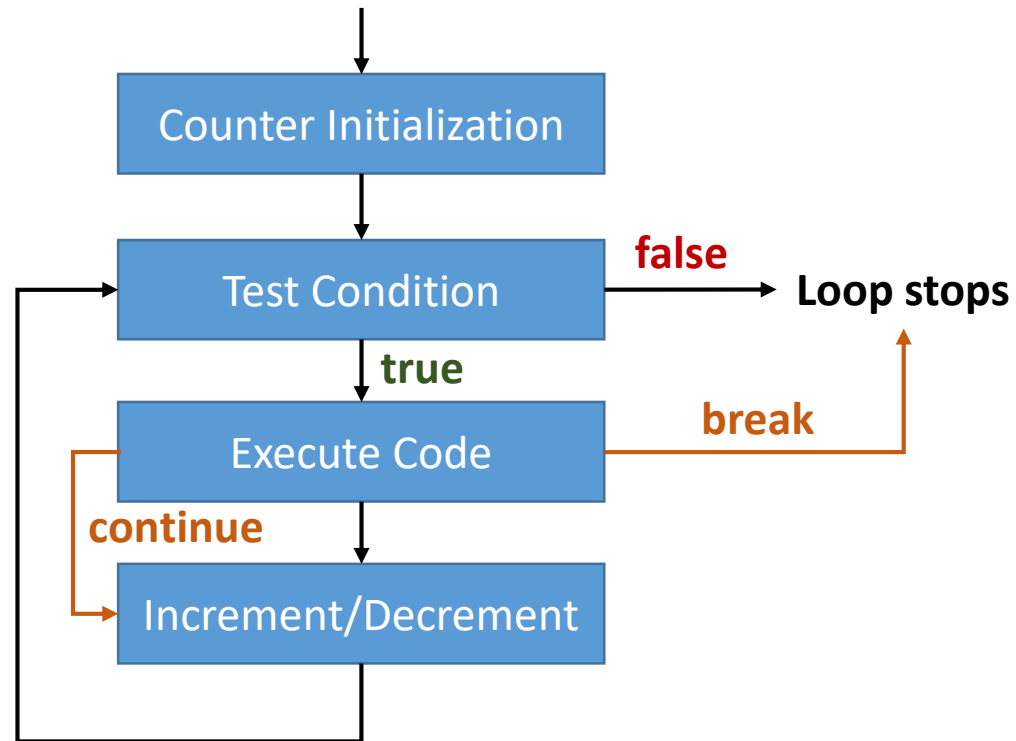 Counter Initialization
false
Test Condition
Loop stops
true
break
Execute Code
continue
Increment/Decrement